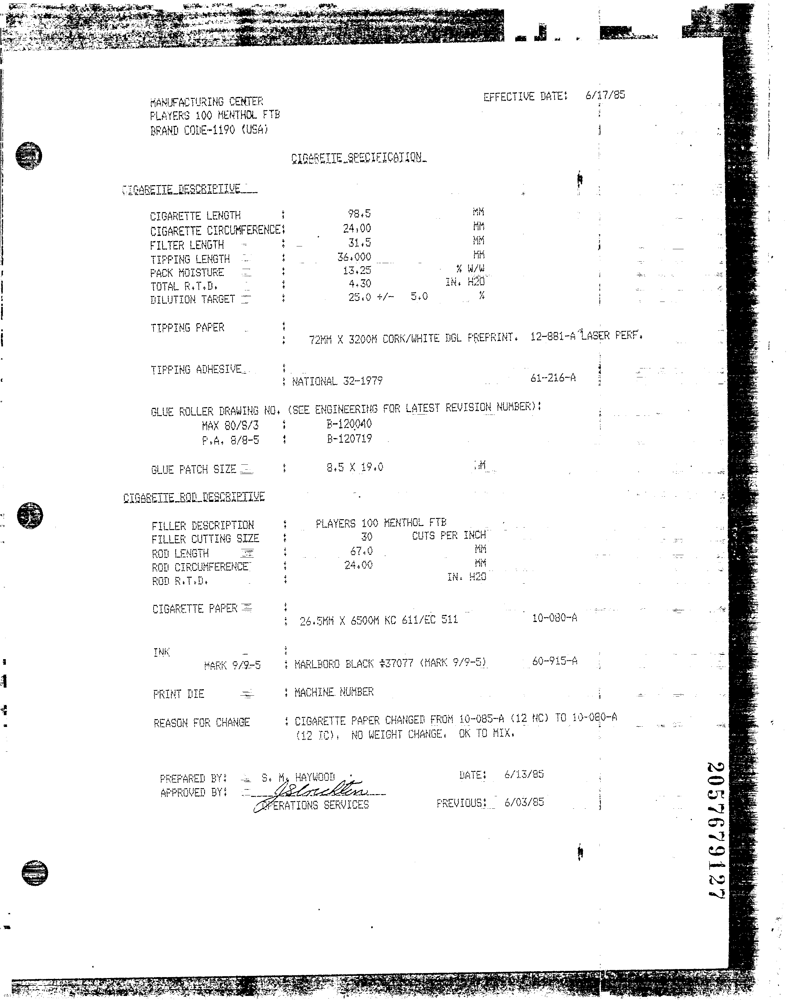 MANUFACTURING CENTER EFFECTIVE DATE: 6/17/85
PLAYERS 100 MENTHOL FTB
BRAND CODE-1190 (USA)
CIGARETTE SPECIFICATION
CIGARETTE DESCRIPTIVE
CIGARETTE LENGTH : 98.5 MM
CIGARETTE CIRCUMFERENCE: 24.00 MM
FILTER LENGTH : 31.5 MM
TIPPING LENGTH : 36.000 MM
PACK MOISTURE : 13.25 % W/W
TOTAL R.T.D. : 4.30 IN. H2O
DILUTION TARGET : 25.0 +/- 5.0 %
TIPPING PAPER :
: 72MM X 3200M CORK/WHITE DGL PREPRINT. 12-881-A LASER PERF.
TIPPING ADHESIVE :
: NATIONAL 32-1979 61-216-A
GLUE ROLLER DRAWING NO. (SEE ENGINEERING FOR LATEST REVISION NUMBER):
MAX 80/S/3 : B-120040
P.A. 8/8-5 : B-120719
GLUE PATCH SIZE : 8.5 X 19.0
CIGARETTE ROD DESCRIPTIVE
FILLER DESCRIPTION : PLAYERS 100 MENTHOL FTB
FILLER CUTTING SIZE : 30 CUTS PER INCH
ROD LENGTH : 67.0 MM
ROD CIRCUMFERENCE : 24.00 MM
ROD R.T.D. : IN. H2O
CIGARETTE PAPER :
: 26.5MM X 6500M KC 611/EC 511 10-080-A
INK :
MARK 9/9-5 : MARLBORO BLACK #37077 (MARK 9/9-5) 60-915-A
PRINT DIE : MACHINE NUMBER
REASON FOR CHANGE : CIGARETTE PAPER CHANGED FROM 10-085-A (12 NC) TO 10-080-A
(12 TC). NO WEIGHT CHANGE. OK TO MIX.
PREPARED BY: S. M. HAYWOOD DATE: 6/13/85
APPROVED BY:
OPERATIONS SERVICES PREVIOUS: 6/03/85
2057679127